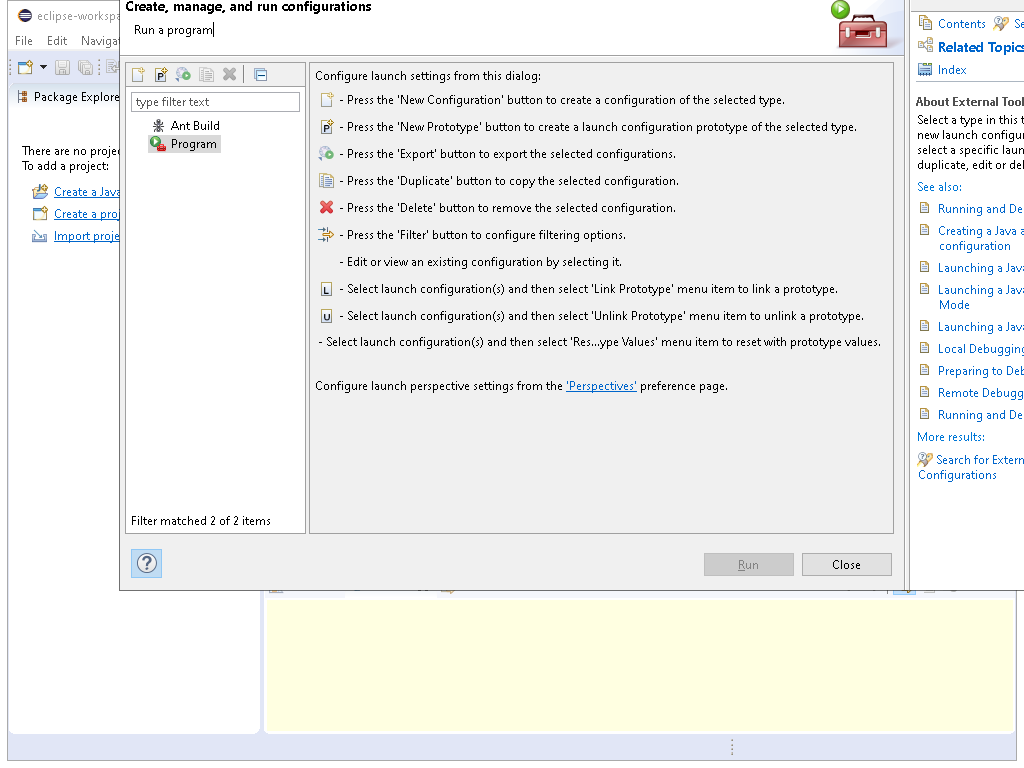 eclipse-workspa
File Edit Navigat
Package Explore
There are no projec
To add a project:
Create a Java
Create a proj
Import proje
Create, manage, and run configurations
Run a program
type filter text
Ant Build
Program
Filter matched 2 of 2 items
Configure launch settings from this dialog:
- Press the 'New Configuration' button to create a configuration of the selected type.
P - Press the 'New Prototype' button to create a launch configuration prototype of the selected type.
- Press the 'Export' button to export the selected configurations.
- Press the 'Duplicate' button to copy the selected configuration.
- Press the 'Delete' button to remove the selected configuration.
- Press the 'Filter' button to configure filtering options.
- Edit or view an existing configuration by selecting it.
L - Select launch configuration(s) and then select 'Link Prototype' menu item to link a prototype.
U - Select launch configuration(s) and then select 'Unlink Prototype' menu item to unlink a prototype.
- Select launch configuration(s) and then select 'Res...ype Values' menu item to reset with prototype values.
Configure launch perspective settings from the 'Perspectives' preference page.
?
Run
Close
Contents Se
Related Topics
Index
About External Tool
Select a type in this t
new launch configur
select a specific laun
duplicate, edit or del
See also:
Running and De
Creating a Java a
configuration
Launching a Java
Launching a Java
Mode
Launching a Java
Local Debugging
Preparing to Deb
Remote Debugg
Running and De
More results:
Search for Extern
Configurations